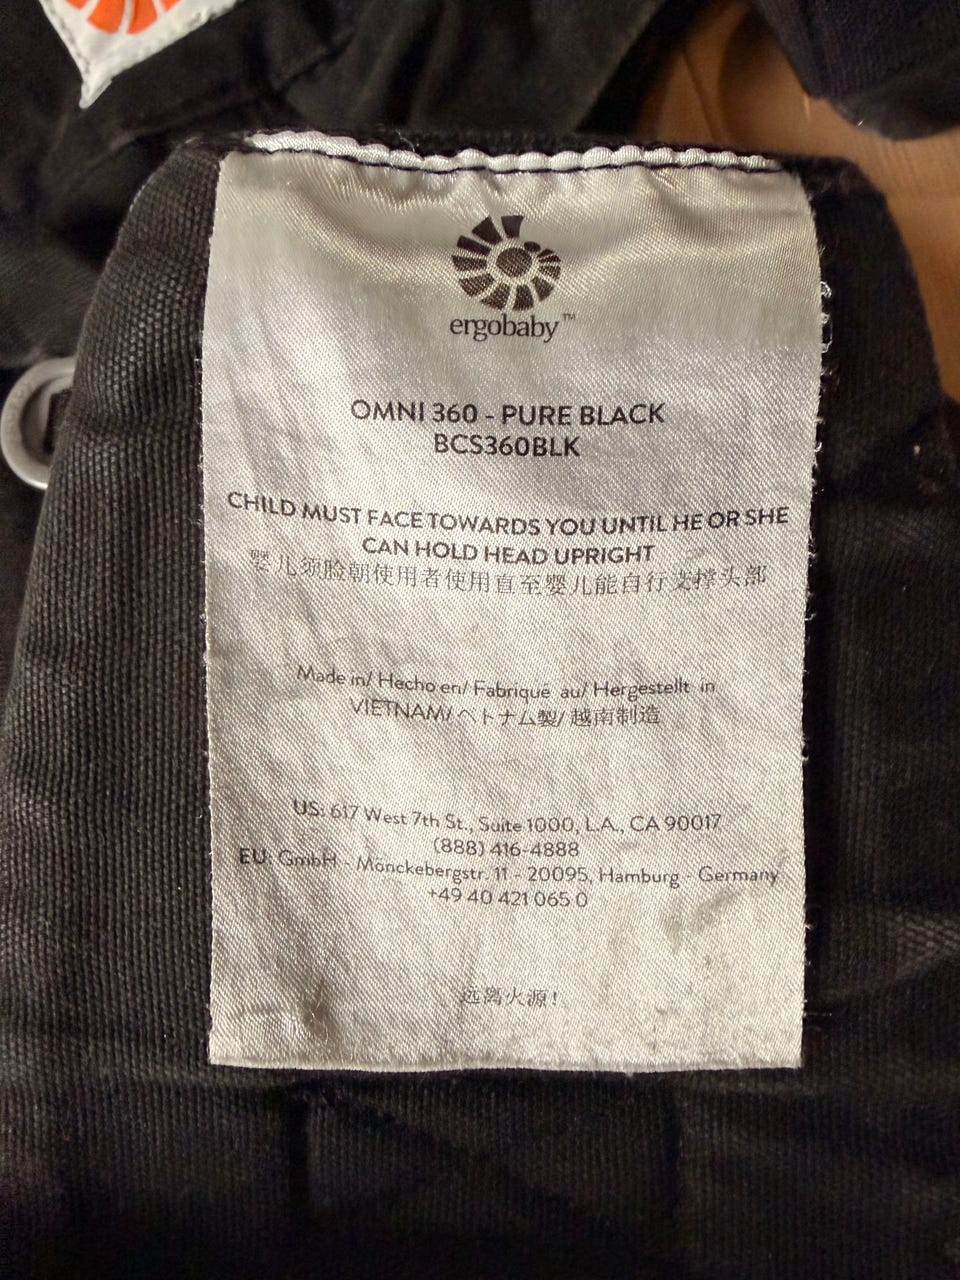 ergobaby™
OMNI 360 - PURE BLACK
BCS360BLK
CHILD MUST FACE TOWARDS YOU UNTIL HE OR SHE
CAN HOLD HEAD UPRIGHT
婴儿须脸朝使用者使用直至婴儿能自行支撑头部
Made in/ Hecho en/ Fabriqué au/ Hergestellt in
VIETNAM/ ベトナム製/ 越南制造
US: 617 West 7th St., Suite 1000, L.A., CA 90017
(888) 416-4888
EU: GmbH - Mönckebergstr. 11 - 20095, Hamburg - Germany
+49 40 421 065 0
远离火源!